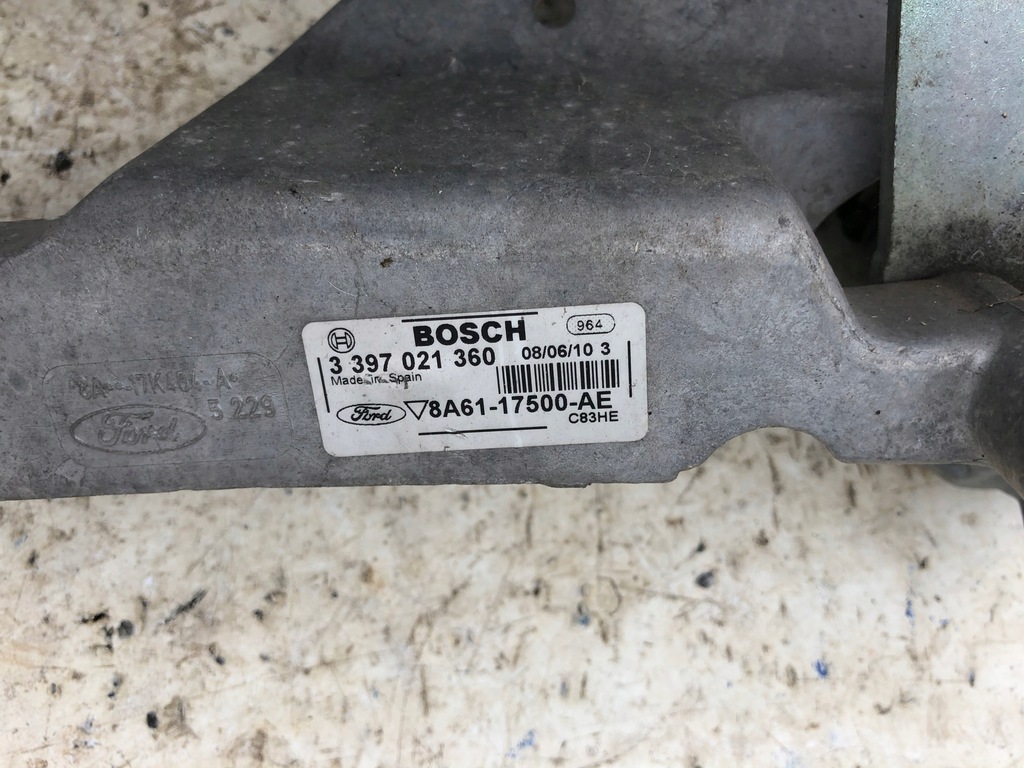 BOSCH
964
3 397 021 360
08/06/10 3
Made in Spain
Ford
8A61-17500-AE
C83HE
3 229
Ford